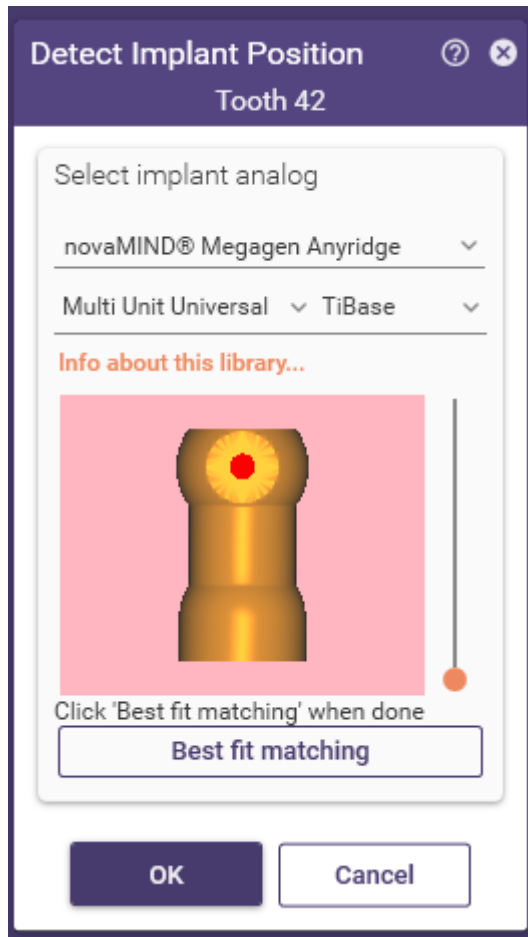 Detect Implant Position
Tooth 42
Select implant analog
novaMIND® Megagen Anyridge
Multi Unit Universal TiBase
Info about this library...
Click 'Best fit matching' when done
Best fit matching
OK Cancel